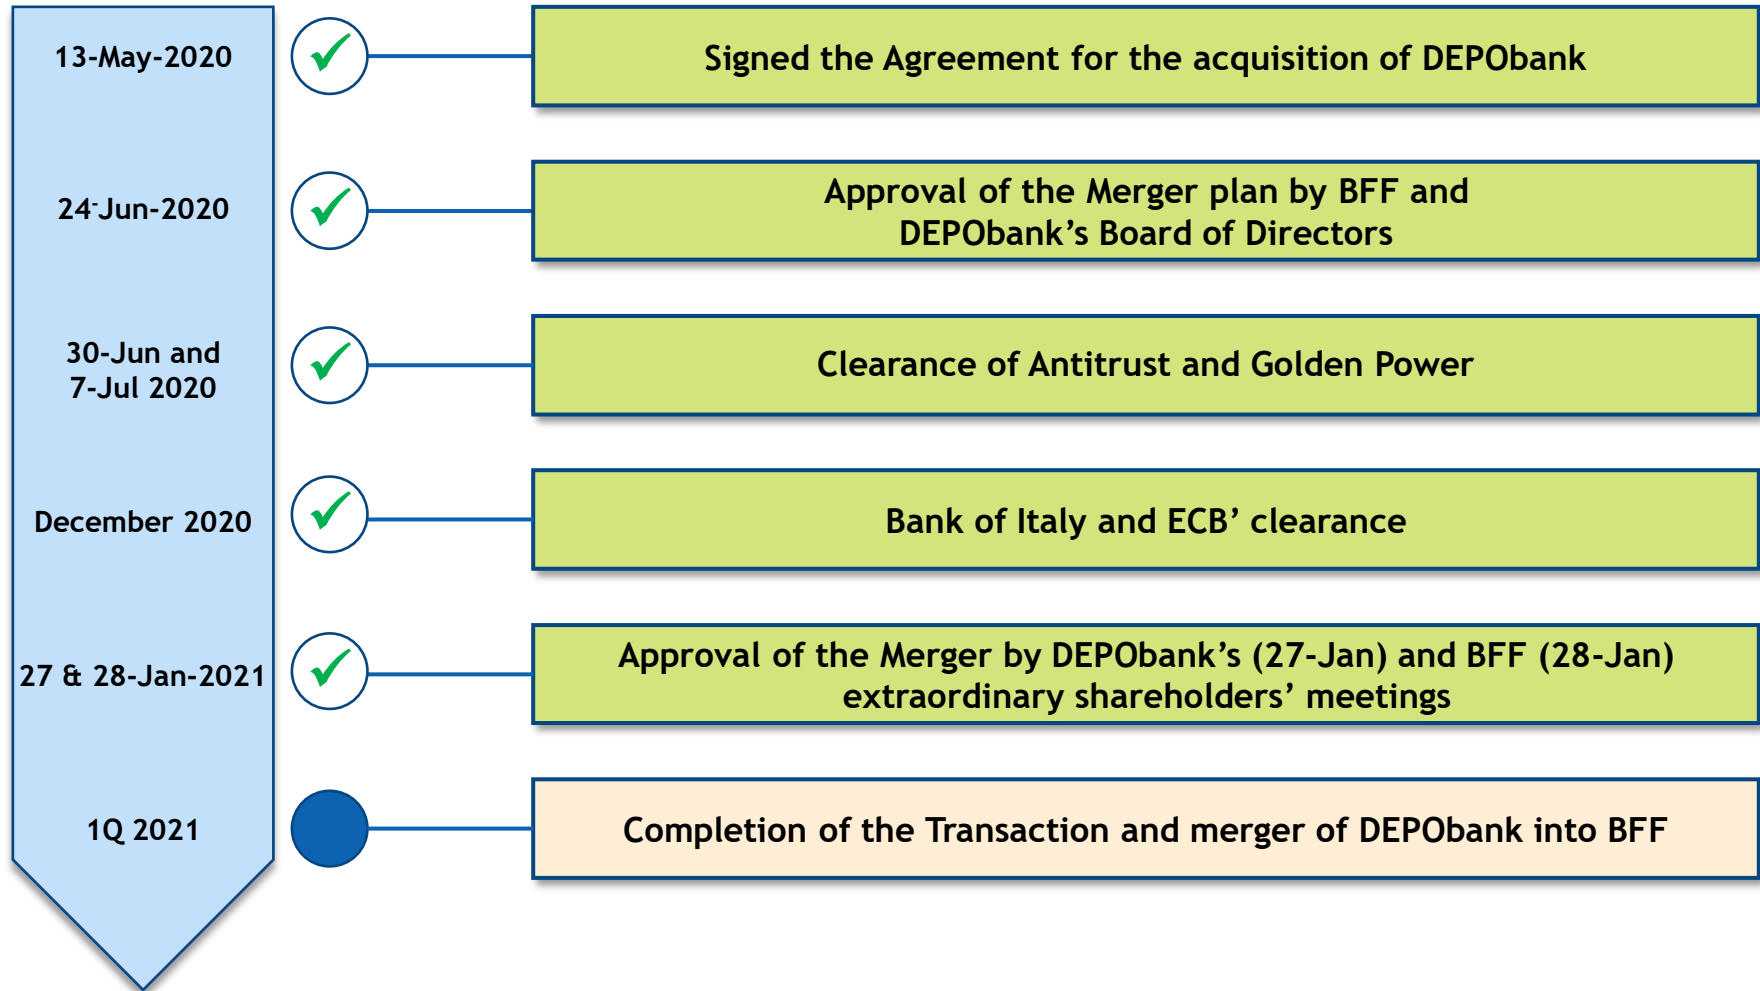 13-May-2020
Signed the Agreement for the acquisition of DEPObank
24-Jun-2020
Approval of the Merger plan by BFF and
DEPObank’s Board of Directors
30-Jun and
7-Jul 2020
Clearance of Antitrust and Golden Power
December 2020
Bank of Italy and ECB’ clearance
27 & 28-Jan-2021
Approval of the Merger by DEPObank’s (27-Jan) and BFF (28-Jan)
extraordinary shareholders’ meetings
1Q 2021
Completion of the Transaction and merger of DEPObank into BFF